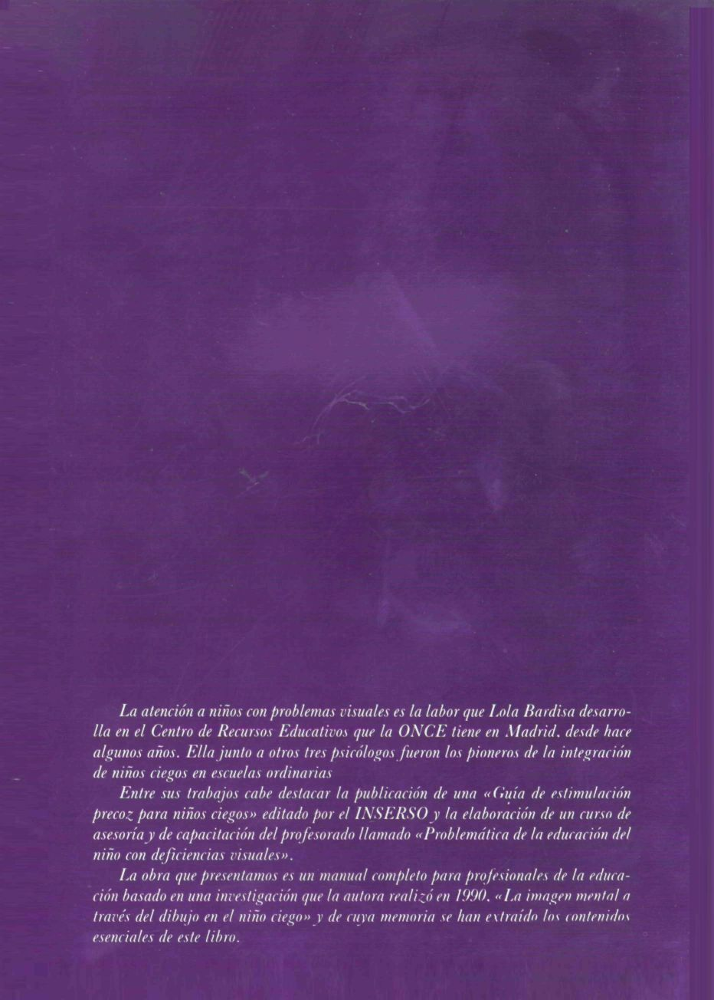 La atención a niños con problemas visuales es la labor que Lola Bardisa desarro-
lla en el Centro de Recursos Educativos que la ONCE tiene en Madrid, desde hace
algunos años. Ella junto a otros tres psicólogos fueron los pioneros de la integración
de niños ciegos en escuelas ordinarias
Entre sus trabajos cabe destacar la publicación de una «Guía de estimulación
precoz para niños ciegos» editado por el INSERSO y la elaboración de un curso de
asesoría y de capacitación del profesorado llamado «Problemática de la educación del
niño con deficiencias visuales».
La obra que presentamos es un manual completo para profesionales de la educa-
ción basado en una investigación que la autora realizó en 1990, «La imagen mental a
través del dibujo en el niño ciego» y de cuya memoria se han extraído los contenidos
esenciales de este libro.